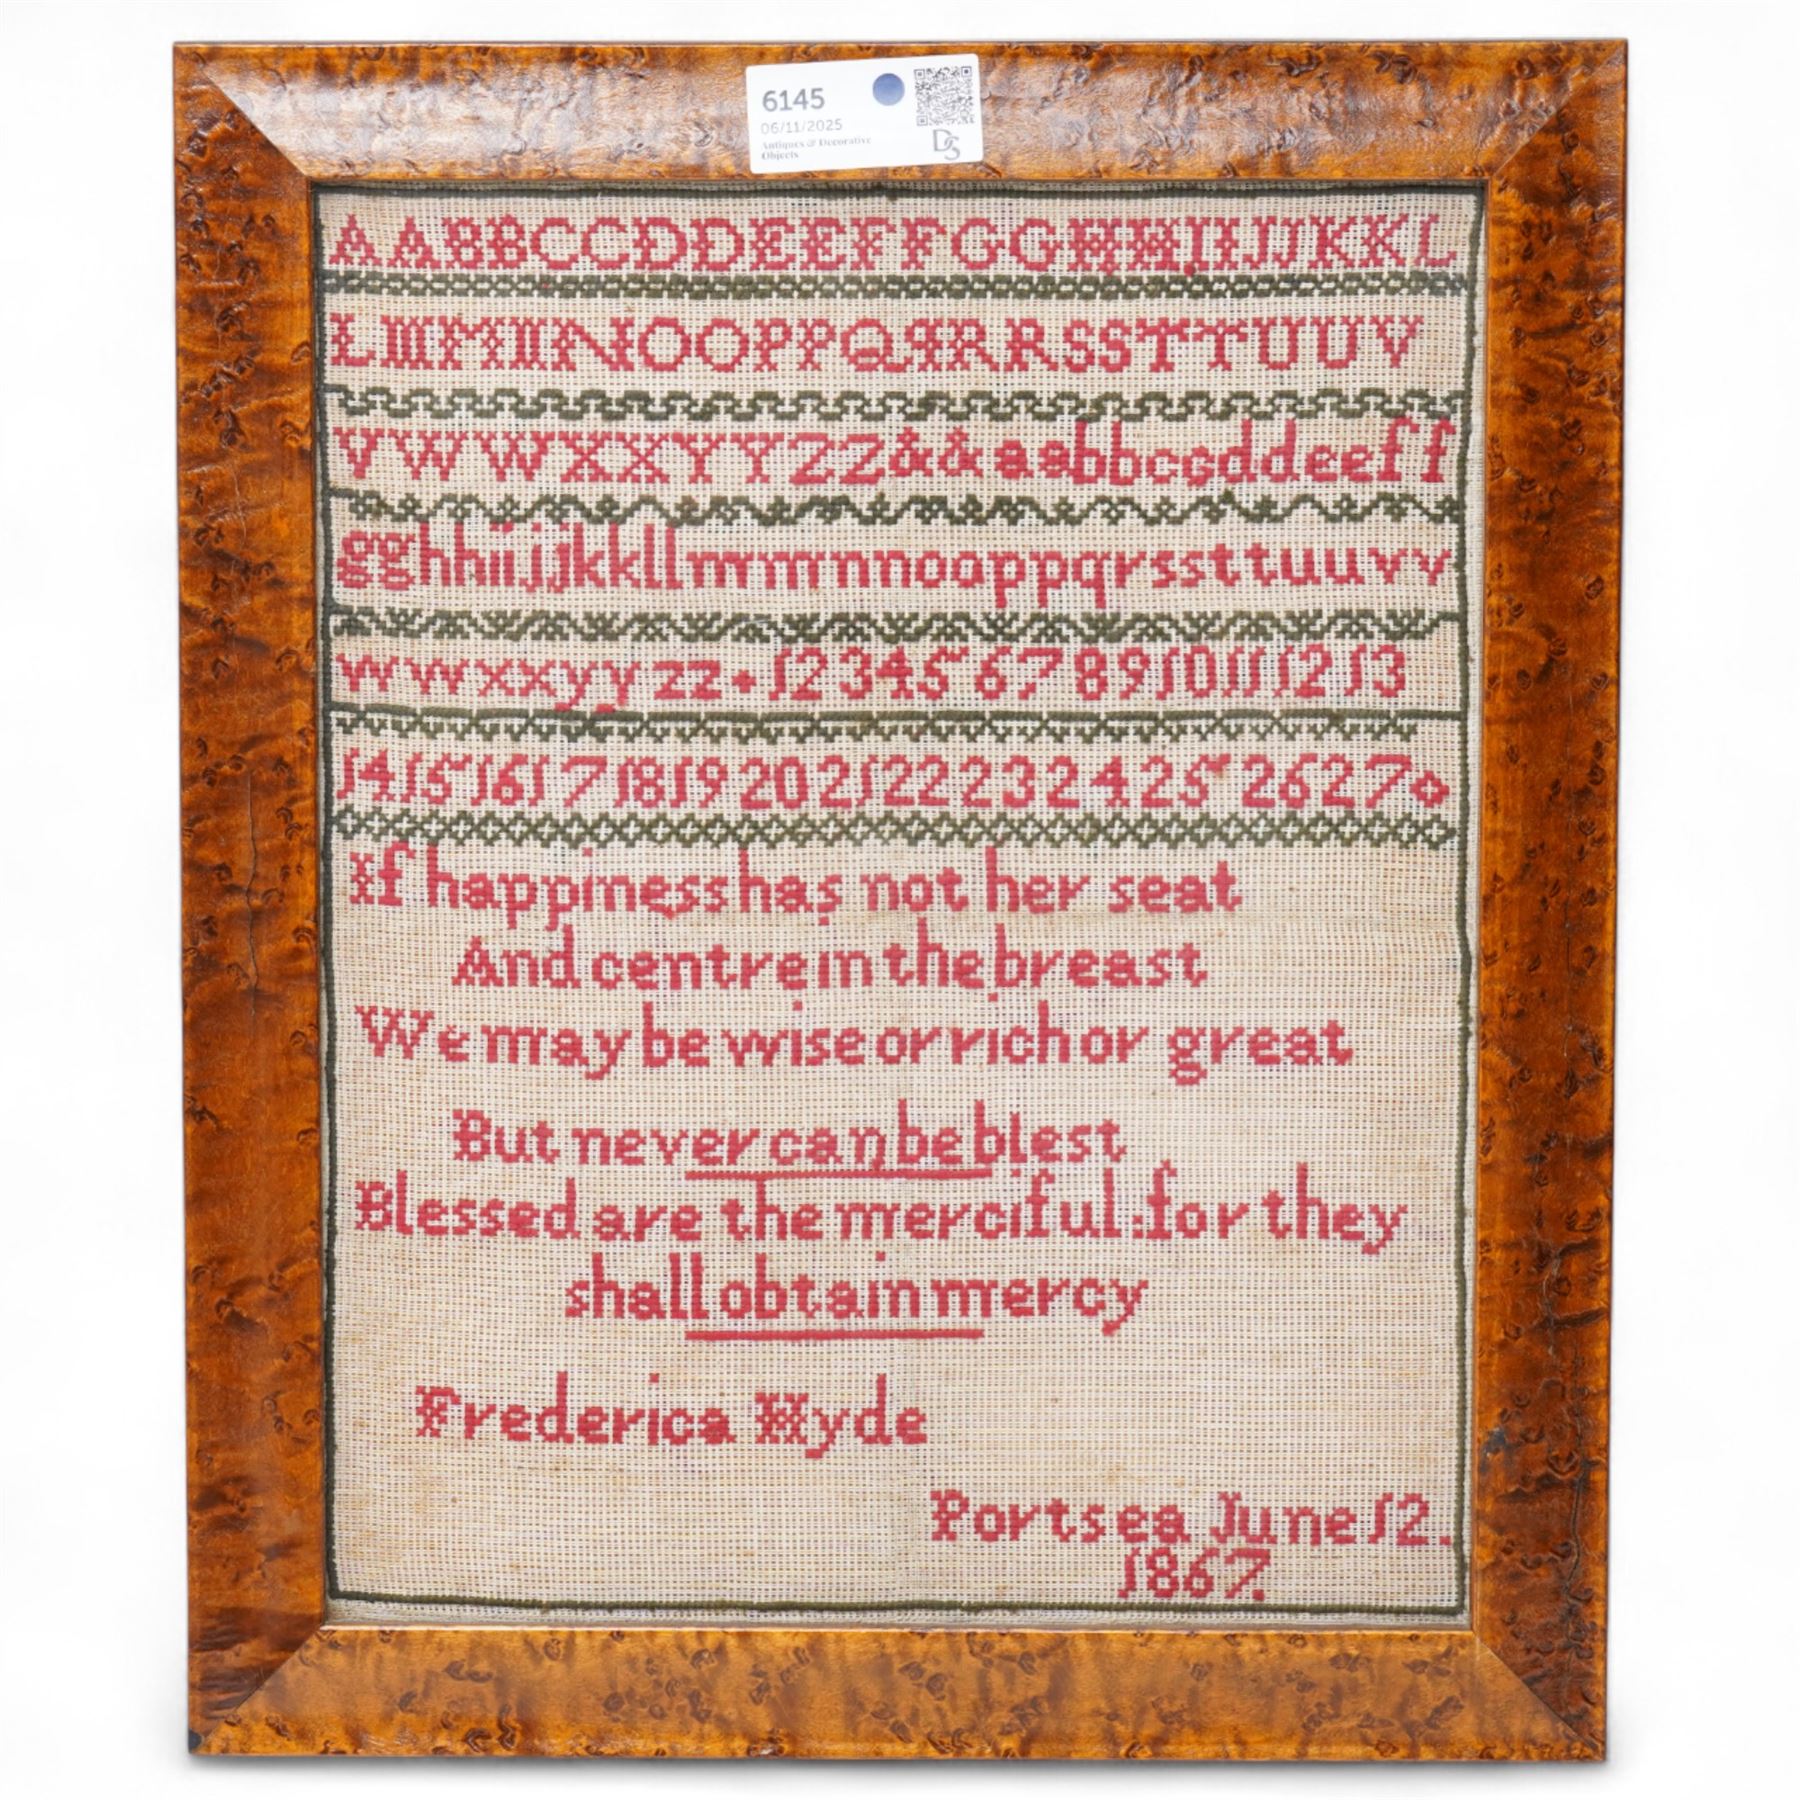 6145
06/11/2025
Antiques & Decorative
Objects
DS
AABBCCDDEEFFGGHHIIJJKKL
LMMNNOOPPQQRRSSTTUUV
VWWXXYYZZ&&aabbccddeeff
gghhiijjkkllmmnnooppqrssttuuvv
wwxxyyzz 12345678910111213
1415161718192021222324252627
If happiness has not her seat
And centre in the breast
We may be wise or rich or great
But never can be blest
Blessed are the merciful:for they
shall obtain mercy
Frederica Hyde
Portsea June 12.
1867.